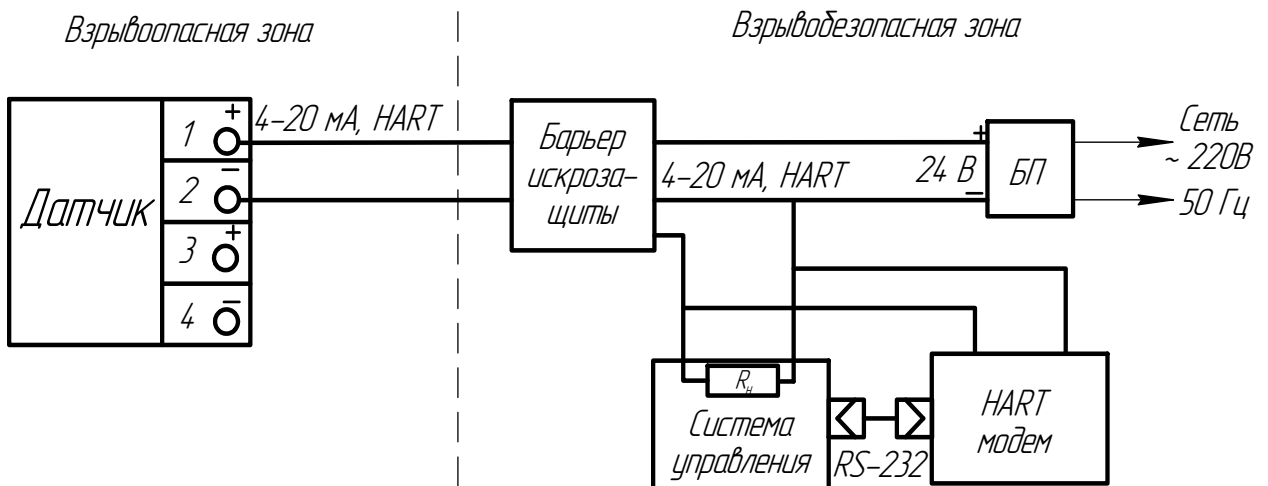 Взрывоопасная зона
Взрывобезопасная зона
Датчик
1 +
2 –
3 +
4 –
4-20 мА, HART
Барьер
искроза-
щиты
4-20 мА, HART
+
24 В
–
БП
Сеть
~ 220В
50 Гц
Rн
Система
управления
RS-232
HART
модем